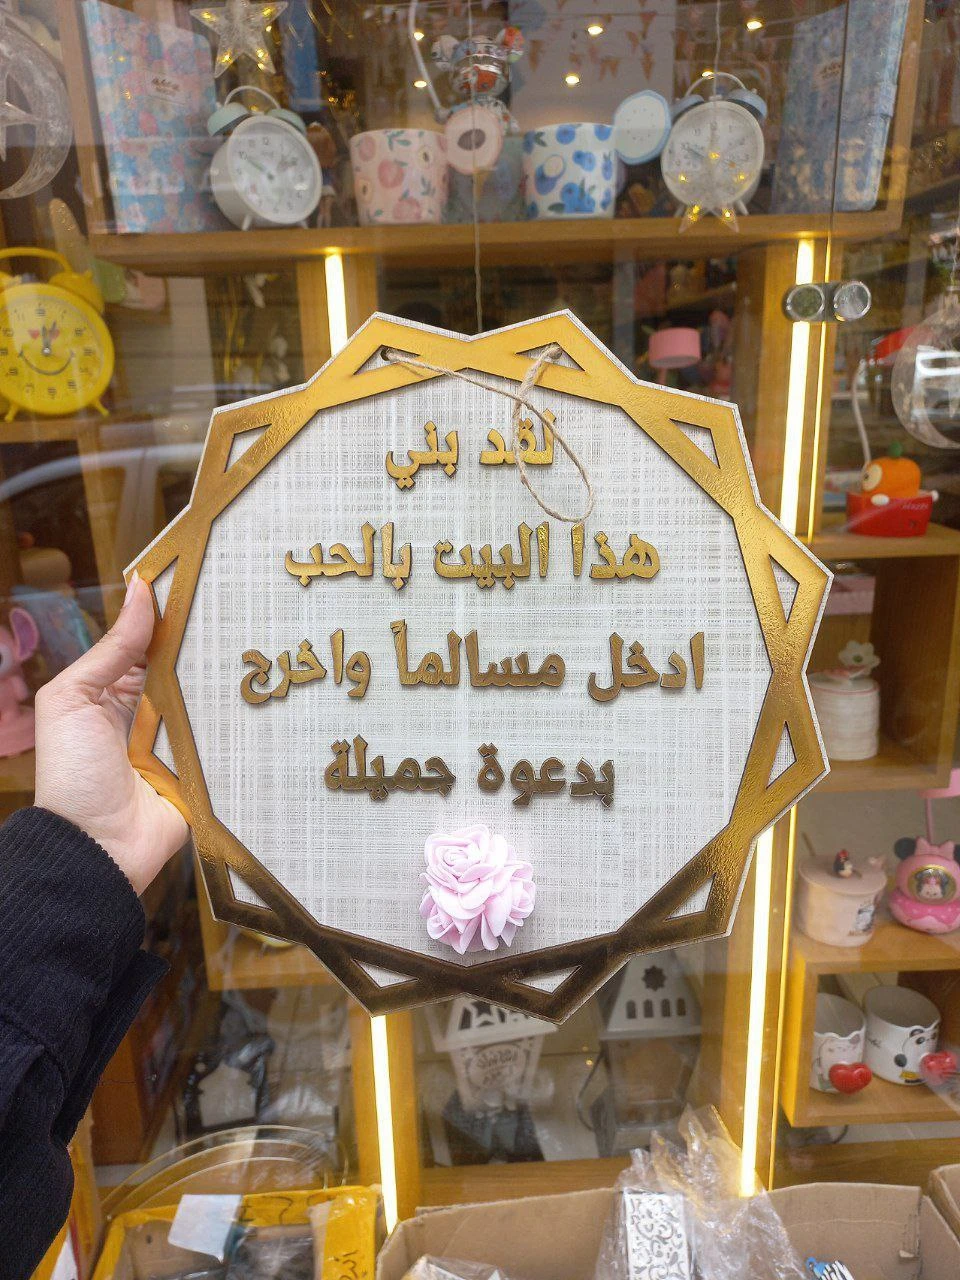 لقد بني
هذا البيت بالحب
ادخل مسالماً واخرج
بدعوة جميلة